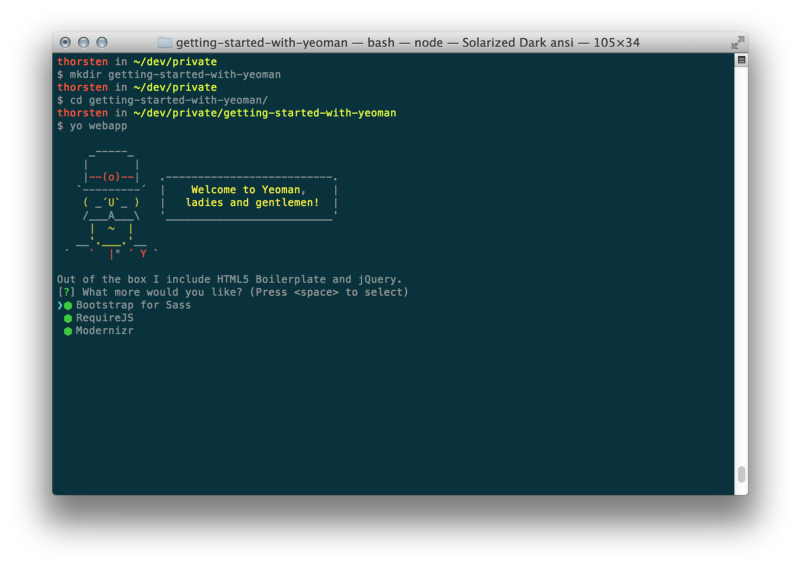 getting-started-with-yeoman — bash — node — Solarized Dark ansi — 105×34
thorsten in ~/dev/private
$ mkdir getting-started-with-yeoman
thorsten in ~/dev/private
$ cd getting-started-with-yeoman/
thorsten in ~/dev/private/getting-started-with-yeoman
$ yo webapp
Welcome to Yeoman,
ladies and gentlemen!
Out of the box I include HTML5 Boilerplate and jQuery.
[?] What more would you like? (Press <space> to select)
❯⬢ Bootstrap for Sass
⬢ RequireJS
⬢ Modernizr